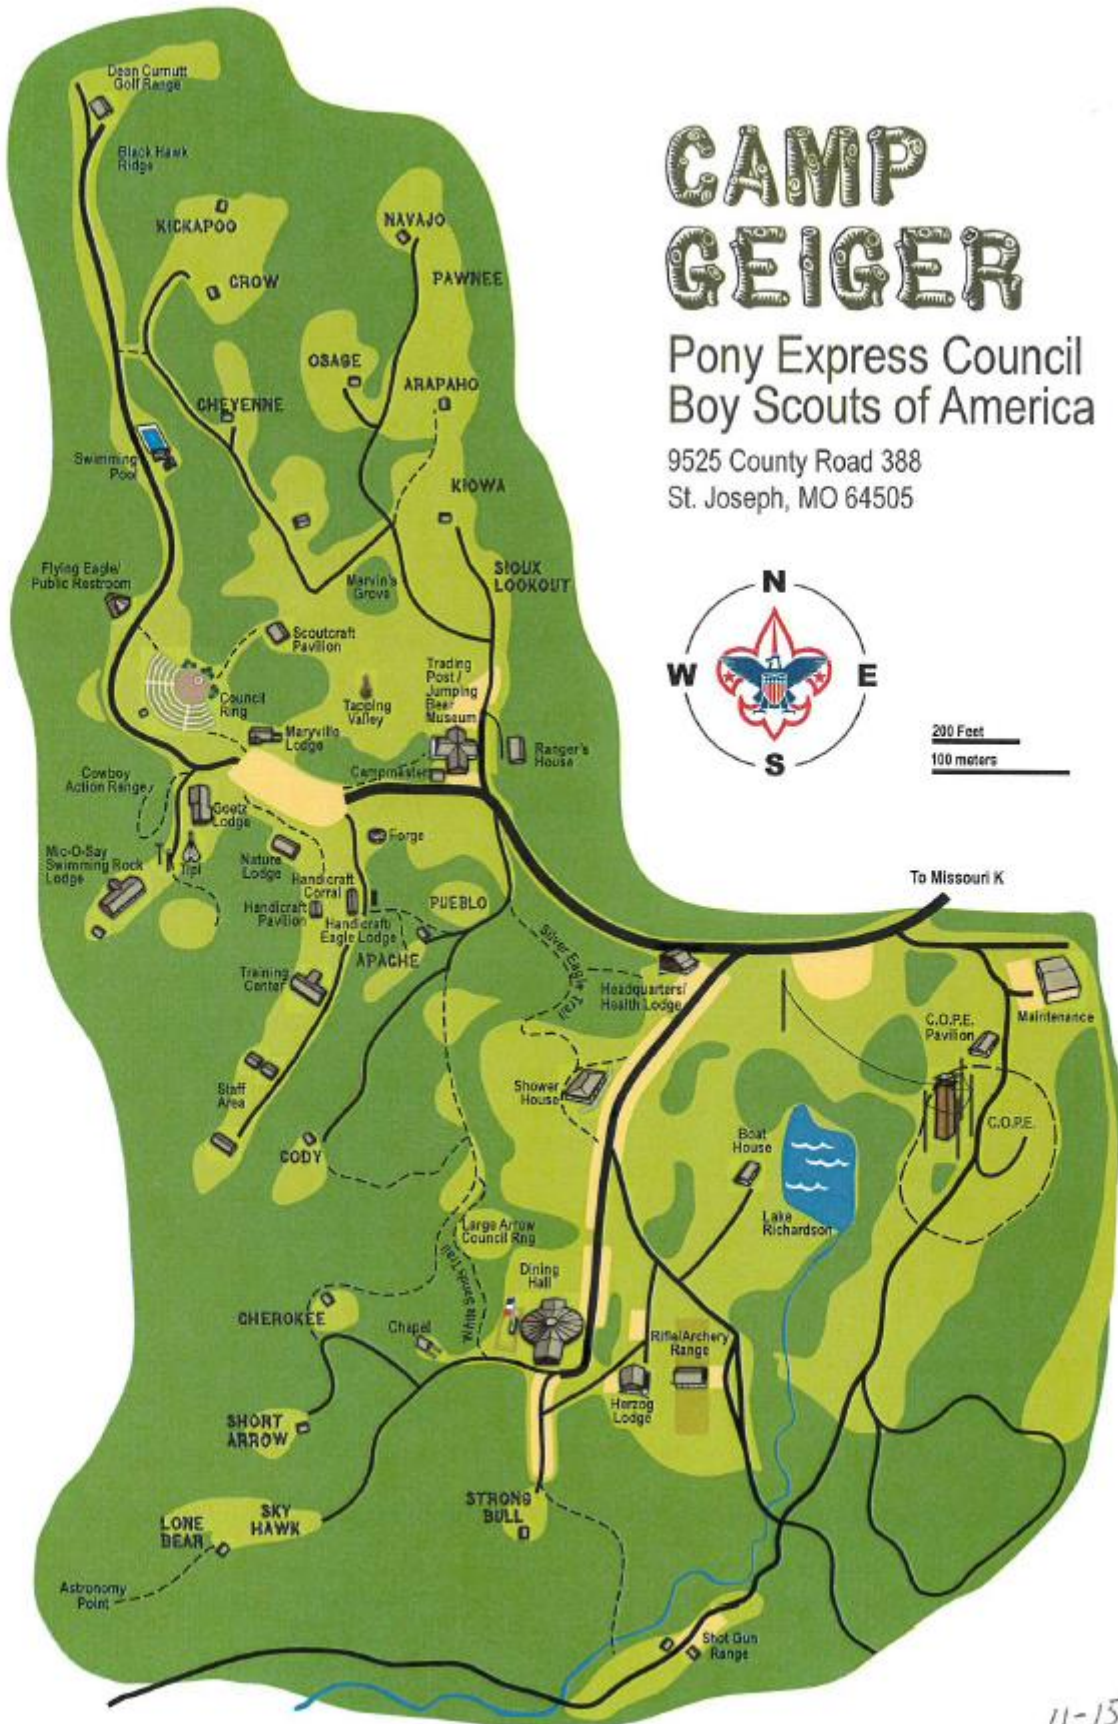 CAMP
GEIGER
Pony Express Council
Boy Scouts of America
9525 County Road 388
St. Joseph, MO 64505
N
W
E
S
200 Feet
100 meters
Dean Curnutt
Golf Range
Black Hawk
Ridge
KICKAPOO
NAVAJO
CROW
PAWNEE
OSAGE
ARAPAHO
CHEYENNE
Swimming
Pool
KIOWA
SIOUX
LOOKOUT
Flying Eagle/
Public Restroom
Marvin's
Grove
Scoutcraft
Pavilion
Trading
Post /
Jumping
Bear
Museum
Council
Ring
Tapping
Valley
Maryville
Lodge
Ranger's
House
Campmaster
Cowboy
Action Range
Goetz
Lodge
Forge
Mic-O-Say
Swimming Rock
Lodge
Tipi
Nature
Lodge
Handicraft
Corral
Handicraft
Pavilion
Handicraft/
Eagle Lodge
PUEBLO
APACHE
To Missouri K
Silver Eagle Trail
Training
Center
Headquarters/
Health Lodge
Maintenance
C.O.P.E.
Pavilion
C.O.P.E.
Staff
Area
Shower
House
Boat
House
CODY
Lake
Richardson
Large Arrow
Council Rng
White Sands Trail
Dining
Hall
CHEROKEE
Chapel
Rifle/Archery
Range
Herzog
Lodge
SHORT
ARROW
STRONG
BULL
SKY
HAWK
LONE
BEAR
Astronomy
Point
Shot Gun
Range
11-13